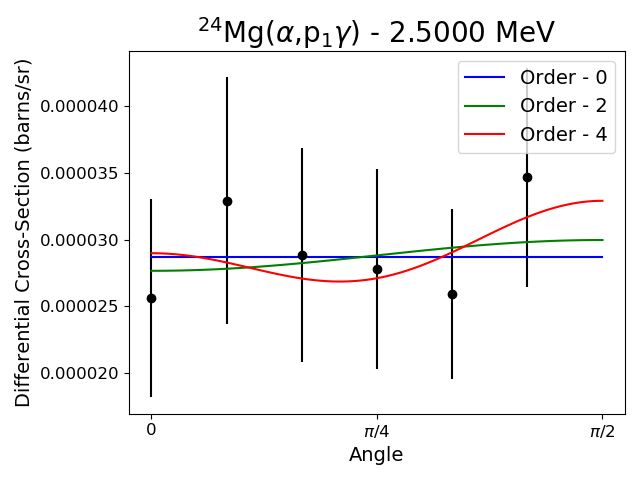 ²⁴Mg(α,p₁γ) - 2.5000 MeV
Differential Cross-Section (barns/sr)
0.000040
0.000035
0.000030
0.000025
0.000020
Order - 0
Order - 2
Order - 4
0
π/4
π/2
Angle